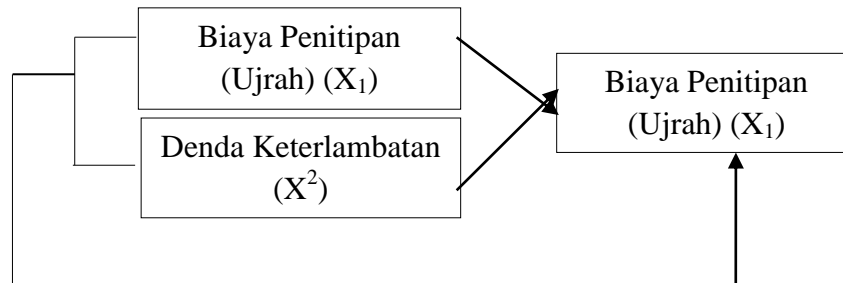 Biaya Penitipan
(Ujrah) (X₁)
Denda Keterlambatan
(X²)
Biaya Penitipan
(Ujrah) (X₁)